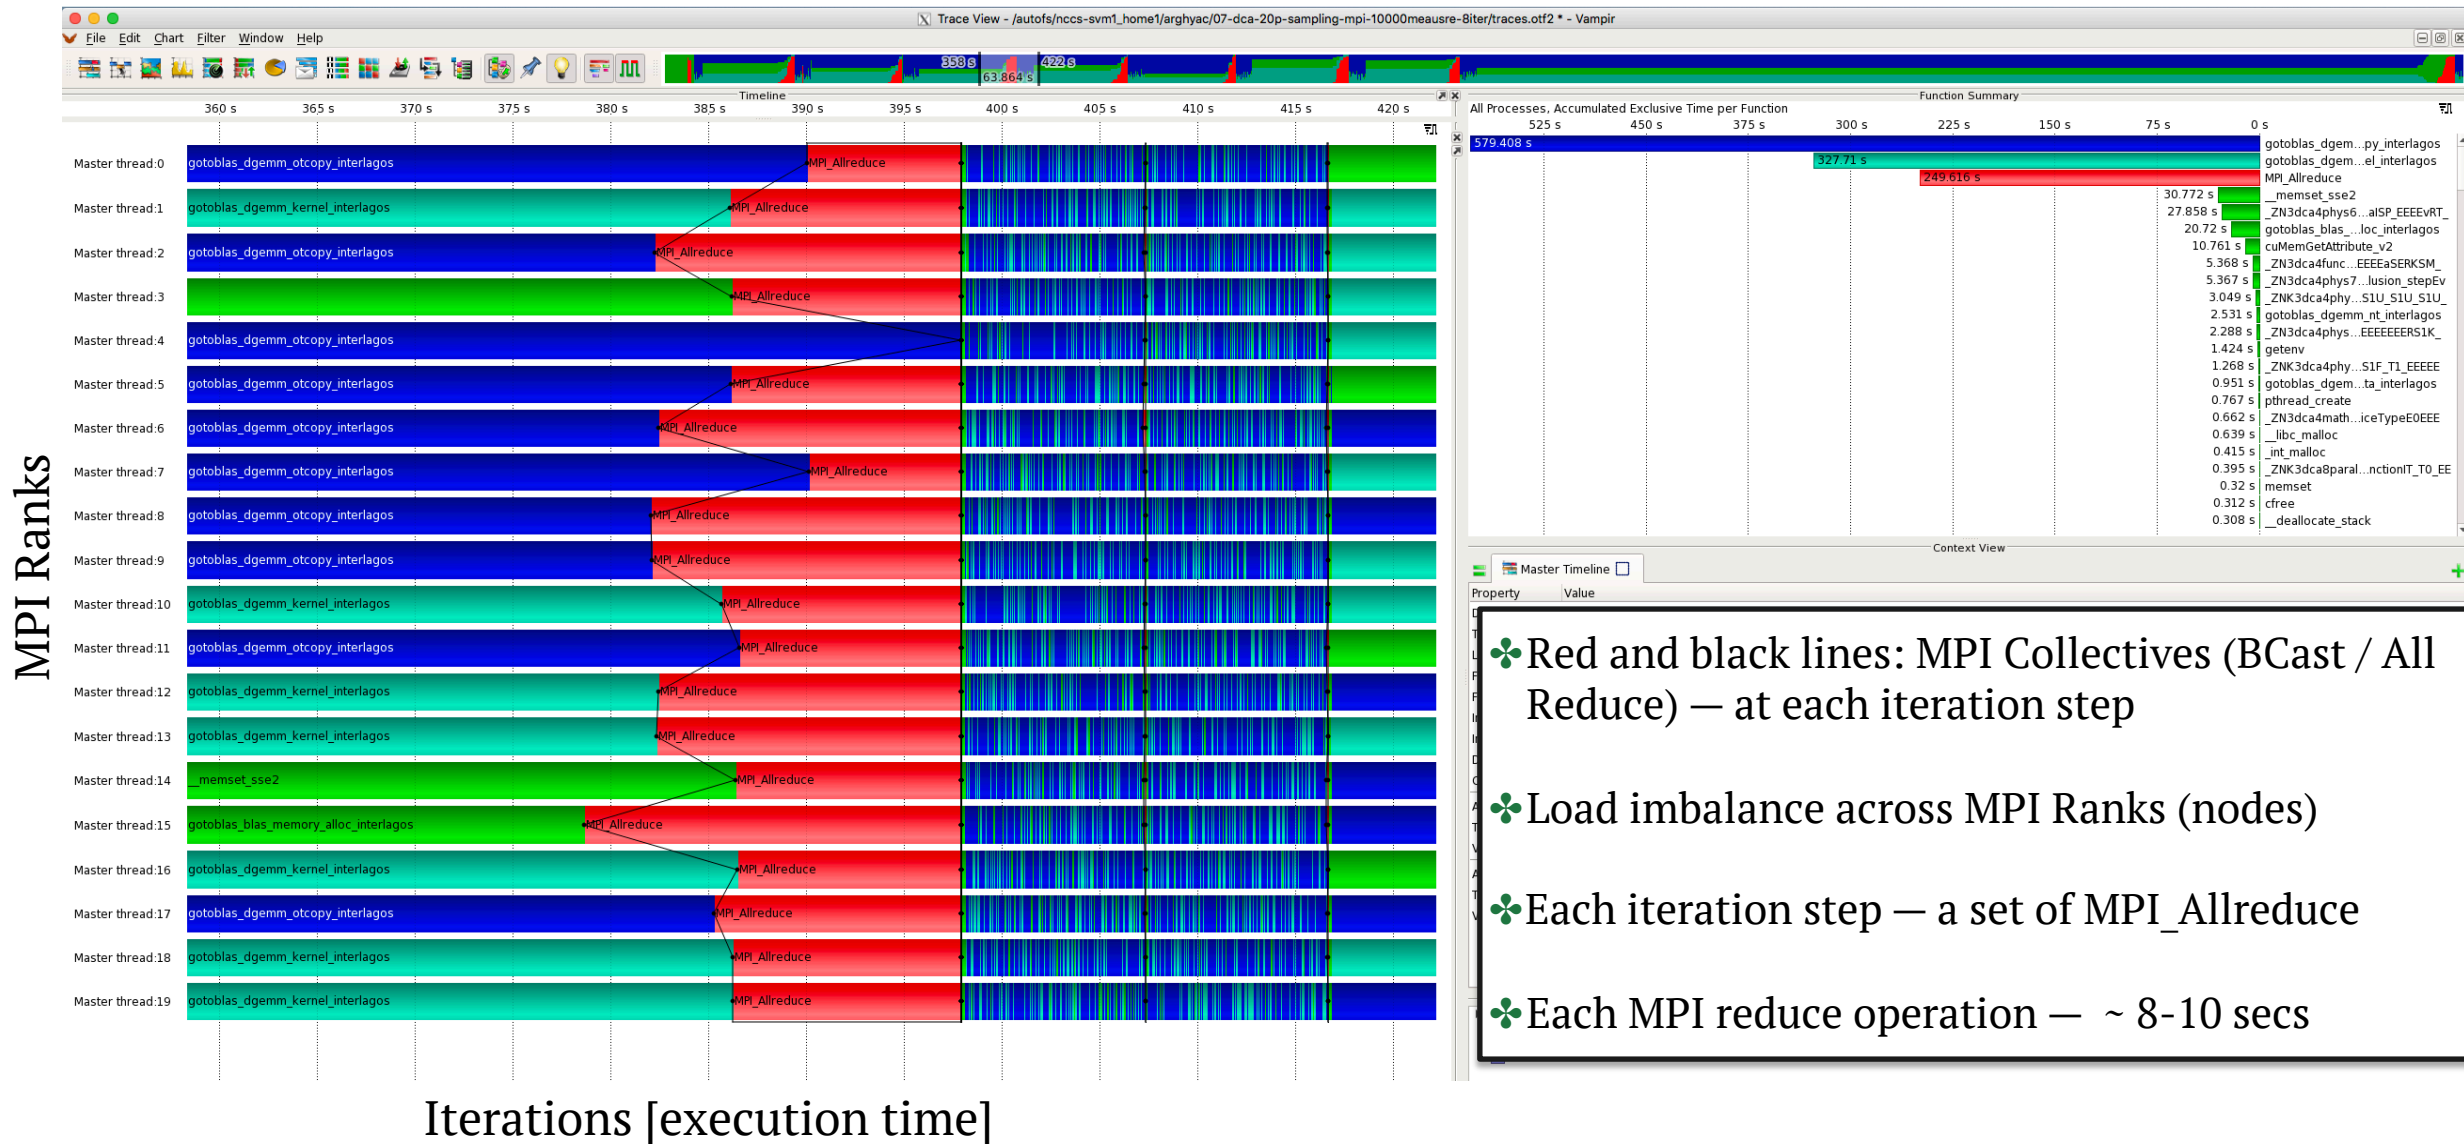 Trace View - /autofs/nccs-svm1_home1/arghyac/07-dca-20p-sampling-mpi-10000meausre-8iter/traces.otf2 * - Vampir
File Edit Chart Filter Window Help
358 s 422 s
63.864 s
Timeline
360 s 365 s 370 s 375 s 380 s 385 s 390 s 395 s 400 s 405 s 410 s 415 s 420 s
Master thread:0 gotoblas_dgemm_otcopy_interlagos MPI_Allreduce
Master thread:1 gotoblas_dgemm_kernel_interlagos MPI_Allreduce
Master thread:2 gotoblas_dgemm_otcopy_interlagos MPI_Allreduce
Master thread:3 MPI_Allreduce
Master thread:4 gotoblas_dgemm_otcopy_interlagos
Master thread:5 gotoblas_dgemm_otcopy_interlagos MPI_Allreduce
Master thread:6 gotoblas_dgemm_otcopy_interlagos MPI_Allreduce
Master thread:7 gotoblas_dgemm_otcopy_interlagos MPI_Allreduce
Master thread:8 gotoblas_dgemm_otcopy_interlagos MPI_Allreduce
Master thread:9 gotoblas_dgemm_otcopy_interlagos MPI_Allreduce
Master thread:10 gotoblas_dgemm_kernel_interlagos MPI_Allreduce
Master thread:11 gotoblas_dgemm_otcopy_interlagos MPI_Allreduce
Master thread:12 gotoblas_dgemm_kernel_interlagos MPI_Allreduce
Master thread:13 gotoblas_dgemm_kernel_interlagos MPI_Allreduce
Master thread:14 __memset_sse2 MPI_Allreduce
Master thread:15 gotoblas_blas_memory_alloc_interlagos MPI_Allreduce
Master thread:16 gotoblas_dgemm_kernel_interlagos MPI_Allreduce
Master thread:17 gotoblas_dgemm_otcopy_interlagos MPI_Allreduce
Master thread:18 gotoblas_dgemm_kernel_interlagos MPI_Allreduce
Master thread:19 gotoblas_dgemm_kernel_interlagos MPI_Allreduce
MPI Ranks
Iterations [execution time]
Function Summary
All Processes, Accumulated Exclusive Time per Function
525 s 450 s 375 s 300 s 225 s 150 s 75 s 0 s
579.408 s gotoblas_dgem...py_interlagos
327.71 s gotoblas_dgem...el_interlagos
249.616 s MPI_Allreduce
30.772 s __memset_sse2
27.858 s _ZN3dca4phys6...aISP_EEEEvRT_
20.72 s gotoblas_blas_...loc_interlagos
10.761 s cuMemGetAttribute_v2
5.368 s _ZN3dca4func...EEEEaSERKSM_
5.367 s _ZN3dca4phys7...lusion_stepEv
3.049 s _ZNK3dca4phy...S1U_S1U_S1U_
2.531 s gotoblas_dgemm_nt_interlagos
2.288 s _ZN3dca4phys...EEEEEEERS1K_
1.424 s getenv
1.268 s _ZNK3dca4phy...S1F_T1_EEEEE
0.951 s gotoblas_dgem...ta_interlagos
0.767 s pthread_create
0.662 s _ZN3dca4math...iceTypeE0EEE
0.639 s __libc_malloc
0.415 s _int_malloc
0.395 s _ZNK3dca8paral...nctionIT_T0_EE
0.32 s memset
0.312 s cfree
0.308 s __deallocate_stack
Context View
Master Timeline
Property Value
✤Red and black lines: MPI Collectives (BCast / All
Reduce) — at each iteration step
✤Load imbalance across MPI Ranks (nodes)
✤Each iteration step — a set of MPI_Allreduce
✤Each MPI reduce operation — ~ 8-10 secs